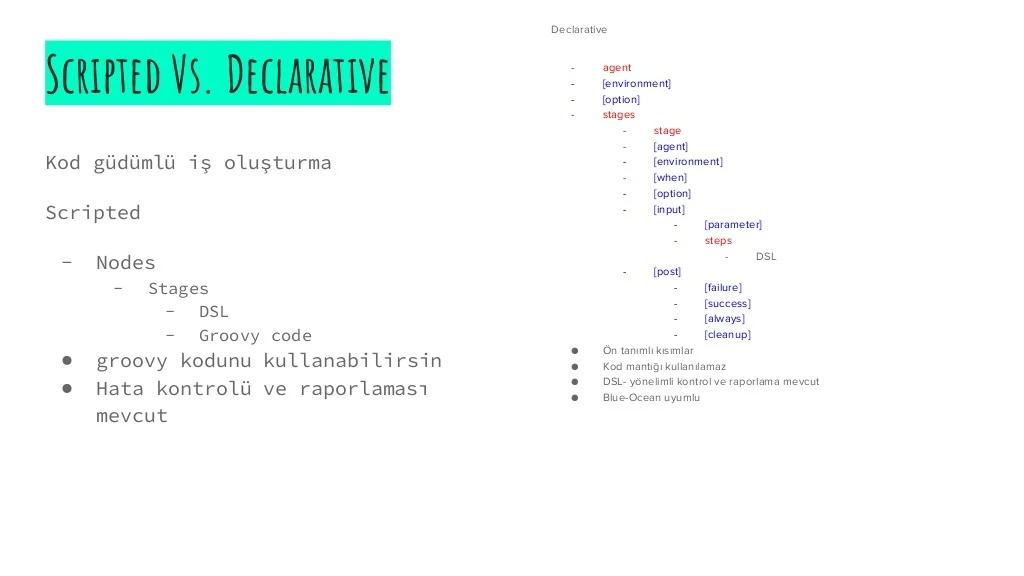 Scripted Vs. Declarative
Kod güdümlü iş oluşturma
Scripted
- Nodes
- Stages
- DSL
- Groovy code
● groovy kodunu kullanabilirsin
● Hata kontrolü ve raporlaması
mevcut
Declarative
- agent
- [environment]
- [option]
- stages
- stage
- [agent]
- [environment]
- [when]
- [option]
- [input]
- [parameter]
- steps
- DSL
- [post]
- [failure]
- [success]
- [always]
- [cleanup]
● Ön tanımlı kısımlar
● Kod mantığı kullanılamaz
● DSL- yönelimli kontrol ve raporlama mevcut
● Blue-Ocean uyumlu